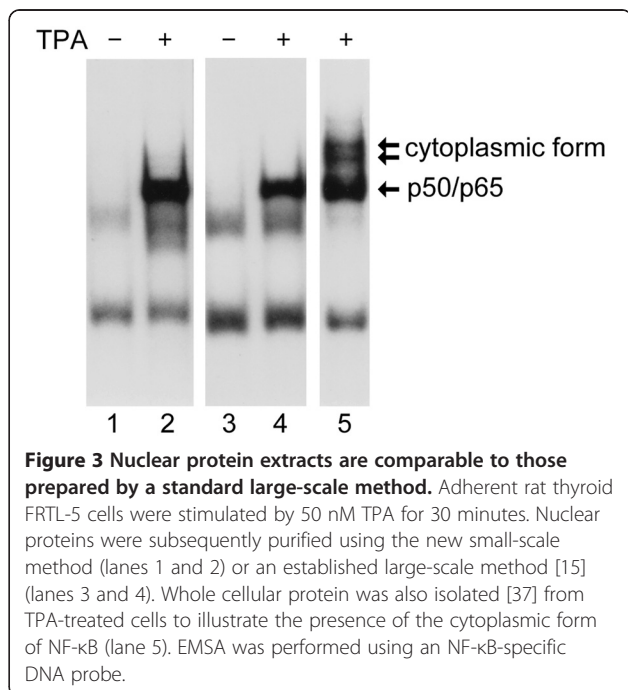 TPA – + – + +
cytoplasmic form
p50/p65
1 2 3 4 5
Figure 3 Nuclear protein extracts are comparable to those
prepared by a standard large-scale method. Adherent rat thyroid
FRTL-5 cells were stimulated by 50 nM TPA for 30 minutes. Nuclear
proteins were subsequently purified using the new small-scale
method (lanes 1 and 2) or an established large-scale method [15]
(lanes 3 and 4). Whole cellular protein was also isolated [37] from
TPA-treated cells to illustrate the presence of the cytoplasmic form
of NF-κB (lane 5). EMSA was performed using an NF-κB-specific
DNA probe.